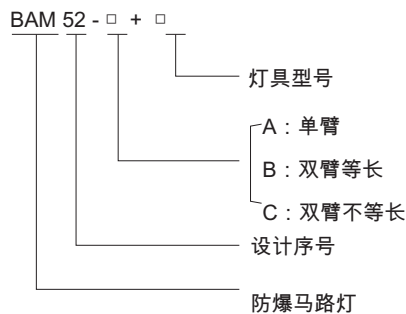 BAM 52 - □ + □
灯具型号
A：单臂
B：双臂等长
C：双臂不等长
设计序号
防爆马路灯